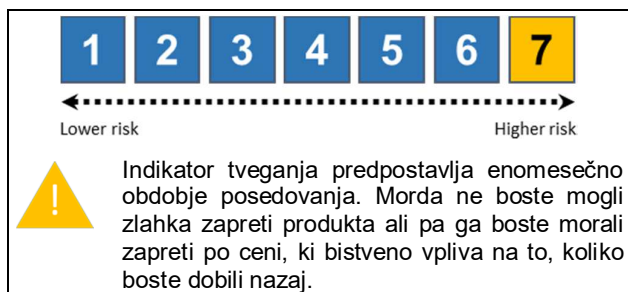 1 2 3 4 5 6 7
Lower risk Higher risk
!
Indikator tveganja predpostavlja enomesečno
obdobje posedovanja. Morda ne boste mogli
zlahka zapreti produkta ali pa ga boste morali
zapreti po ceni, ki bistveno vpliva na to, koliko
boste dobili nazaj.